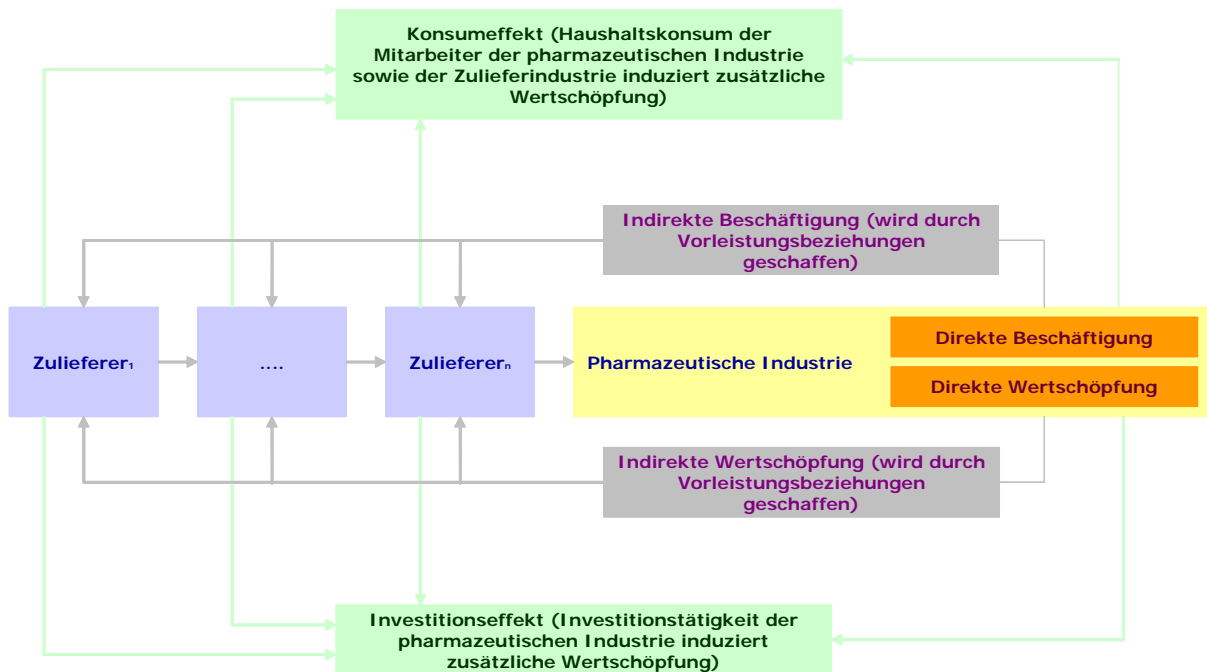 Konsumeffekt (Haushaltskonsum der
Mitarbeiter der pharmazeutischen Industrie
sowie der Zulieferindustrie induziert zusätzliche
Wertschöpfung)
Indirekte Beschäftigung (wird durch
Vorleistungsbeziehungen
geschaffen)
Zulieferer₁
....
Zuliefererₙ
Pharmazeutische Industrie
Direkte Beschäftigung
Direkte Wertschöpfung
Indirekte Wertschöpfung (wird durch
Vorleistungsbeziehungen
geschaffen)
Investitionseffekt (Investitionstätigkeit der
pharmazeutischen Industrie induziert
zusätzliche Wertschöpfung)